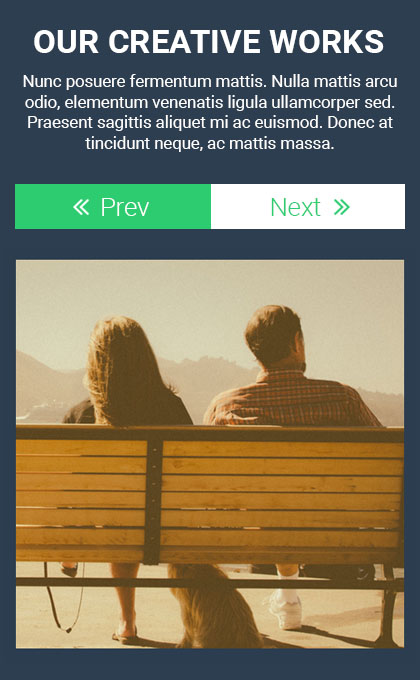 OUR CREATIVE WORKS
Nunc posuere fermentum mattis. Nulla mattis arcu
odio, elementum venenatis ligula ullamcorper sed.
Praesent sagittis aliquet mi ac euismod. Donec at
tincidunt neque, ac mattis massa.
« Prev
Next »